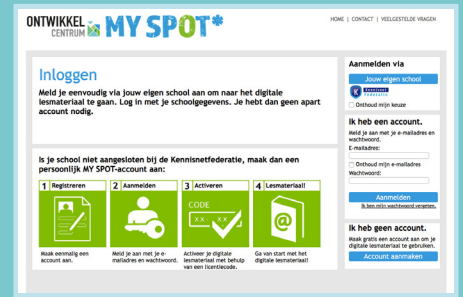 ONTWIKKEL CENTRUM MY SPOT*
HOME | CONTACT | VEELGESTELDE VRAGEN
Inloggen
Meld je eenvoudig via jouw eigen school aan om naar het digitale
lesmateriaal te gaan. Log in met je schoolgegevens. Je hebt dan geen apart
account nodig.
Is je school niet aangesloten bij de Kennisnetfederatie, maak dan een
persoonlijk MY SPOT-account aan:
1 Registreren
2 Aanmelden
3 Activeren
4 Lesmateriaal!
CODE
XX - XX
@
Maak eenmalig een
account aan.
Meld je aan met je e-
mailadres en wachtwoord.
Activeer je digitale
lesmateriaal met behulp
van een licentiecode.
Ga van start met het
digitale lesmateriaal!
Aanmelden via
Jouw eigen school
Kennisnet
Federatie
Onthoud mijn keuze
Ik heb een account.
Meld je aan met je e-mailadres en
wachtwoord.
E-mailadres:
Onthoud mijn e-mailadres
Wachtwoord:
Aanmelden
Ik ben mijn wachtwoord vergeten.
Ik heb geen account.
Maak gratis een account aan om je
digitale lesmateriaal te gebruiken.
Account aanmaken